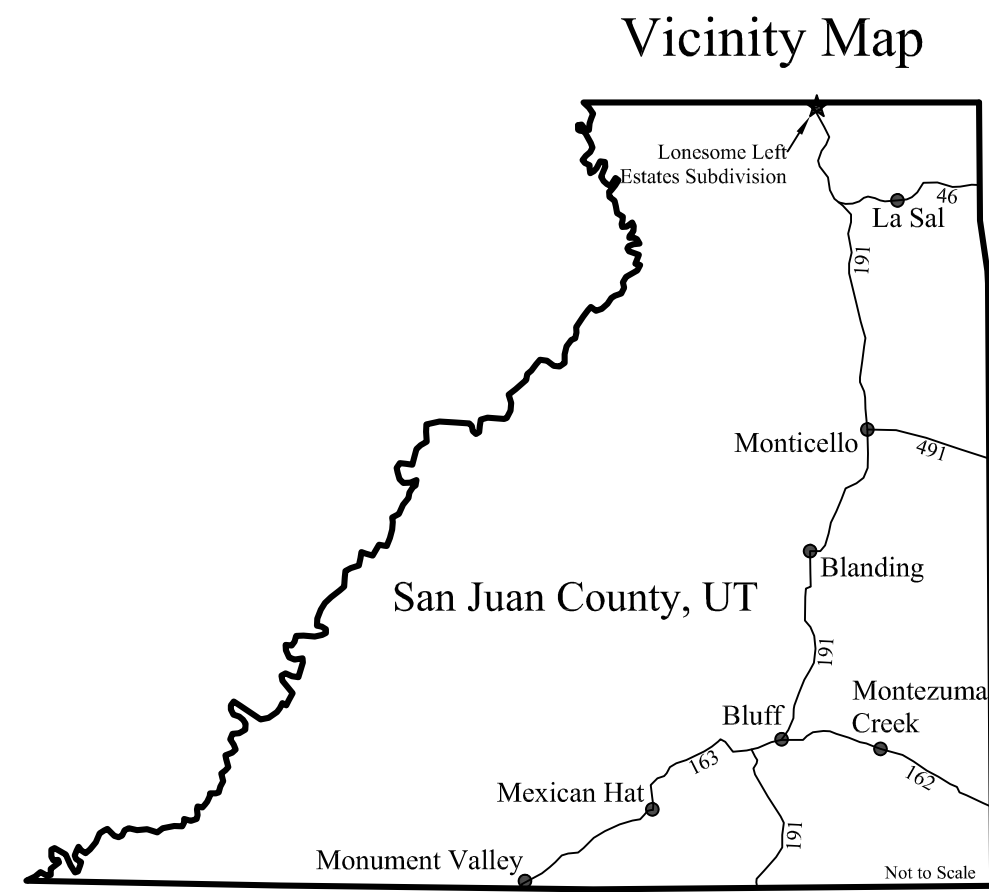 Vicinity Map
Lonesome Left
Estates Subdivision
46
La Sal
191
Monticello
491
Blanding
San Juan County, UT
191
Montezuma
Creek
Bluff
163
162
Mexican Hat
191
Monument Valley
Not to Scale